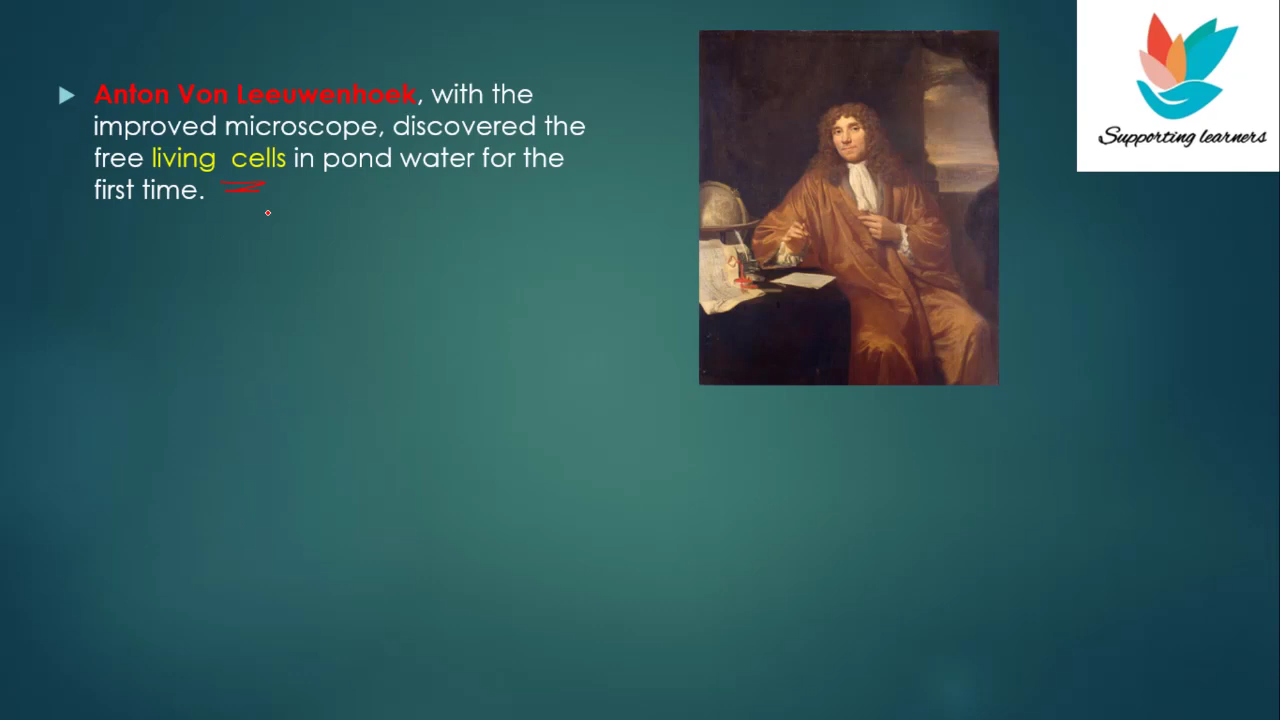 Anton Von Leeuwenhoek, with the
improved microscope, discovered the
free living cells in pond water for the
first time.
Supporting learners